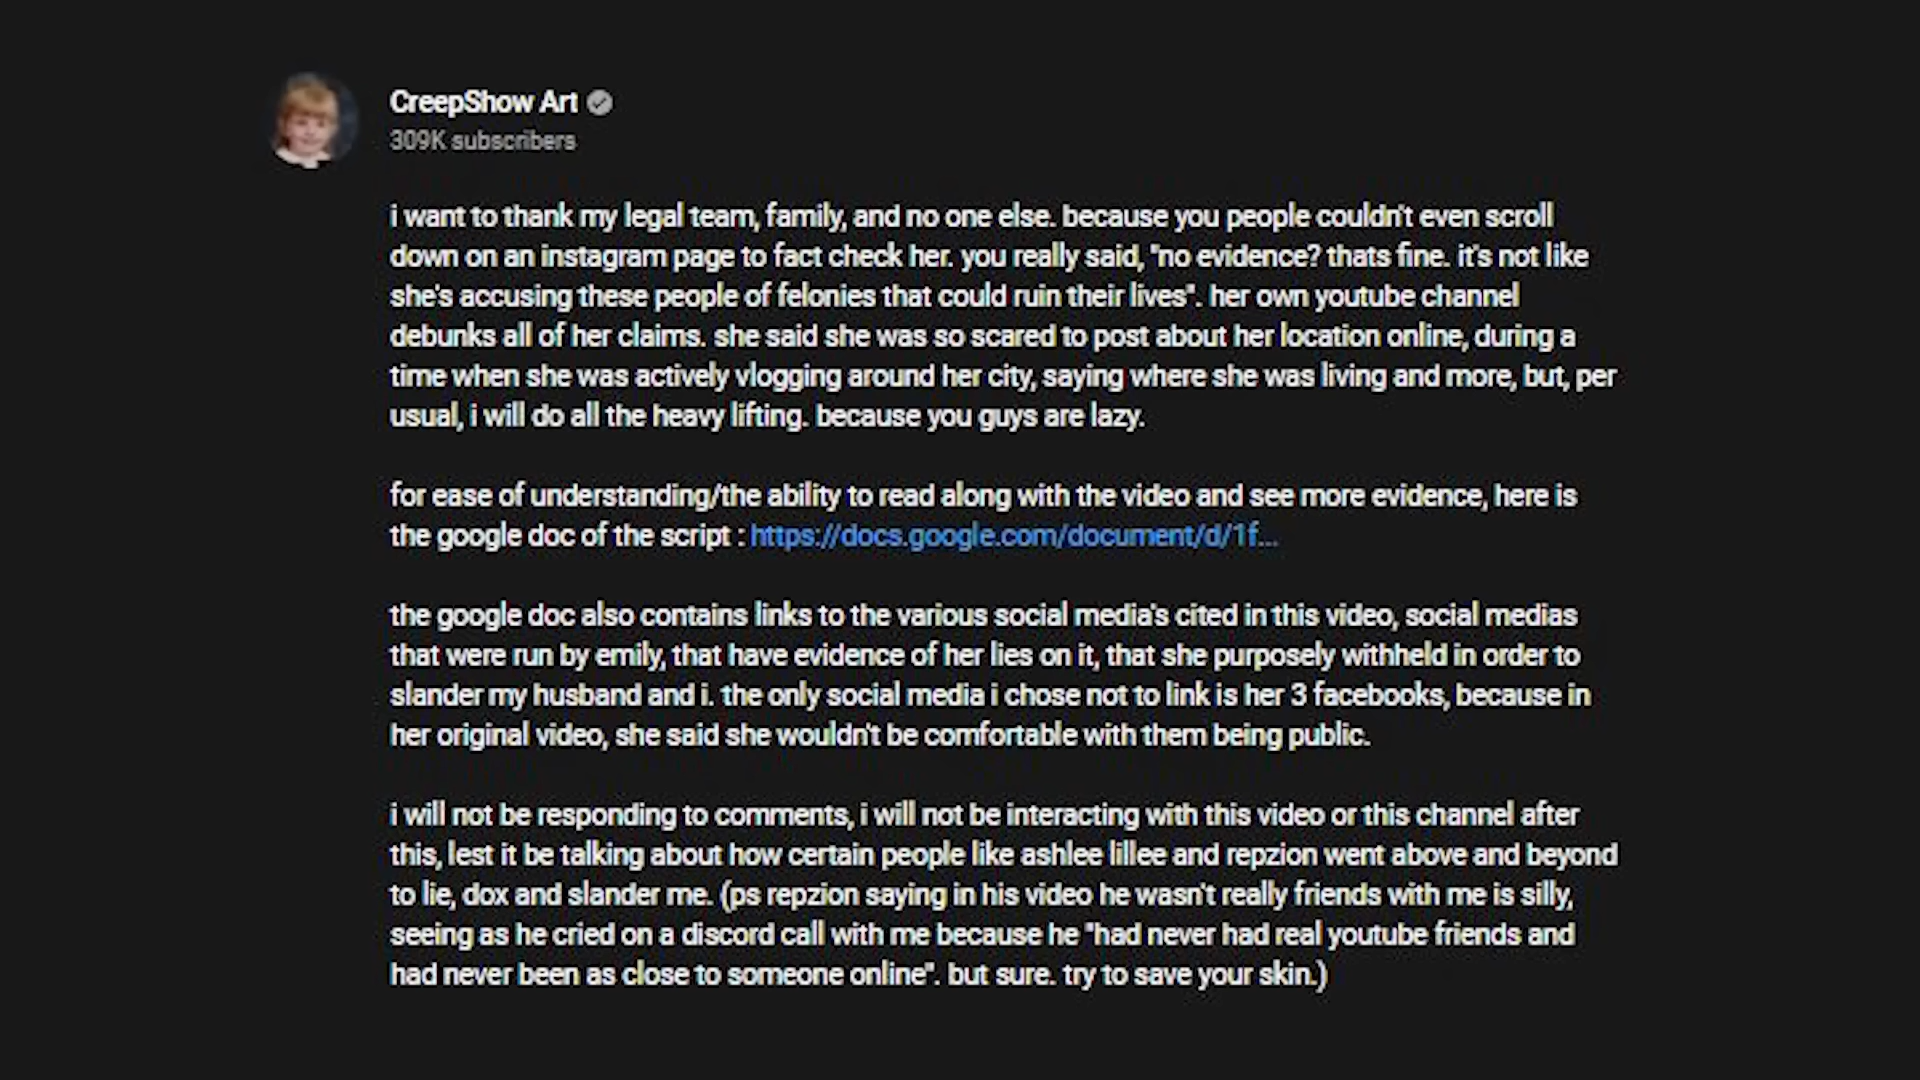 CreepShow Art
309K subscribers
i want to thank my legal team, family, and no one else. because you people couldn't even scroll
down on an instagram page to fact check her. you really said, "no evidence? thats fine. it's not like
she's accusing these people of felonies that could ruin their lives". her own youtube channel
debunks all of her claims. she said she was so scared to post about her location online, during a
time when she was actively vlogging around her city, saying where she was living and more, but, per
usual, i will do all the heavy lifting. because you guys are lazy.
for ease of understanding/the ability to read along with the video and see more evidence, here is
the google doc of the script : https://docs.google.com/document/d/1f...
the google doc also contains links to the various social media's cited in this video, social medias
that were run by emily, that have evidence of her lies on it, that she purposely withheld in order to
slander my husband and i. the only social media i chose not to link is her 3 facebooks, because in
her original video, she said she wouldn't be comfortable with them being public.
i will not be responding to comments, i will not be interacting with this video or this channel after
this, lest it be talking about how certain people like ashlee lillee and repzion went above and beyond
to lie, dox and slander me. (ps repzion saying in his video he wasn't really friends with me is silly,
seeing as he cried on a discord call with me because he "had never had real youtube friends and
had never been as close to someone online". but sure. try to save your skin.)